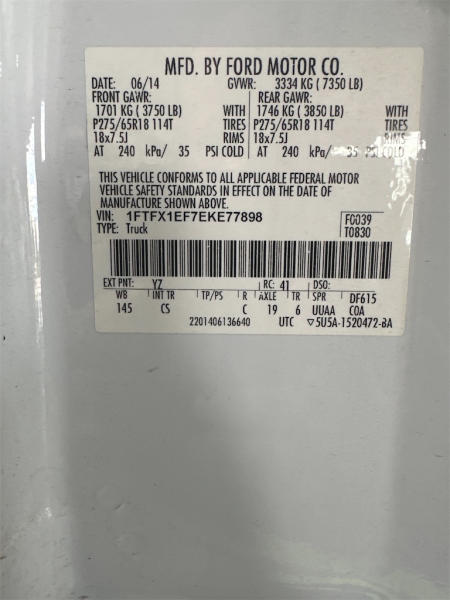 MFD. BY FORD MOTOR CO.
DATE: 06/14 GVWR: 3334 KG (7350 LB)
FRONT GAWR: REAR GAWR:
1701 KG (3750 LB) WITH 1746 KG (3850 LB) WITH
P275/65R18 114T TIRES P275/65R18 114T TIRES
18x7.5J RIMS 18x7.5J RIMS
AT 240 kPa/ 35 PSI COLD AT 240 kPa/ 35 PSI COLD
THIS VEHICLE CONFORMS TO ALL APPLICABLE FEDERAL MOTOR
VEHICLE SAFETY STANDARDS IN EFFECT ON THE DATE OF
MANUFACTURE SHOWN ABOVE.
VIN: 1FTFX1EF7EKE77898 F0039
TYPE: Truck T0830
EXT PNT: YZ RC: 41 DSO:
WB INT TR TP/PS R AXLE TR SPR DF615
145 CS C 19 6 UUAA COA
2201406136640 UTC ▽5U5A-1520472-BA